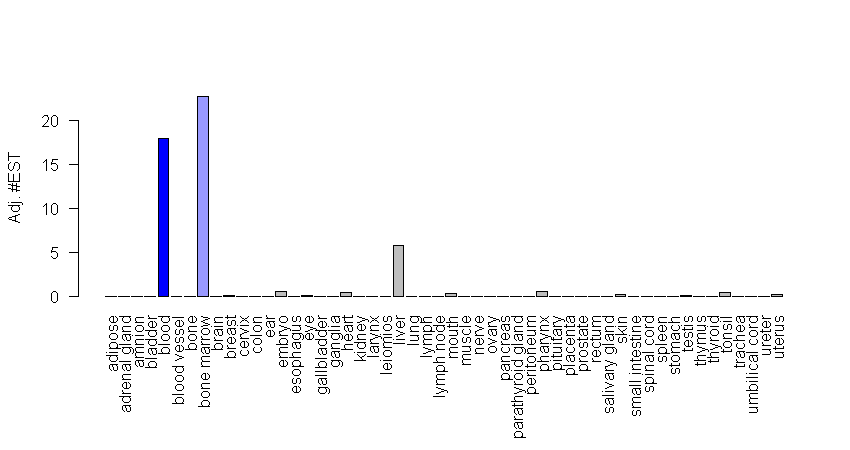 Adj. #EST
20
15
10
5
0
adipose
adrenal gland
amnion
bladder
blood
blood vessel
bone
bone marrow
brain
breast
cervix
colon
ear
embryo
esophagus
eye
gallbladder
ganglia
heart
kidney
larynx
leiomios
liver
lung
lymph
lymph node
mouth
muscle
nerve
ovary
pancreas
parathyroid gland
peritoneum
pharynx
pituitary
placenta
prostate
rectum
salivary gland
skin
small intestine
spinal cord
spleen
stomach
testis
thymus
thyroid
tonsil
trachea
umbilical cord
ureter
uterus